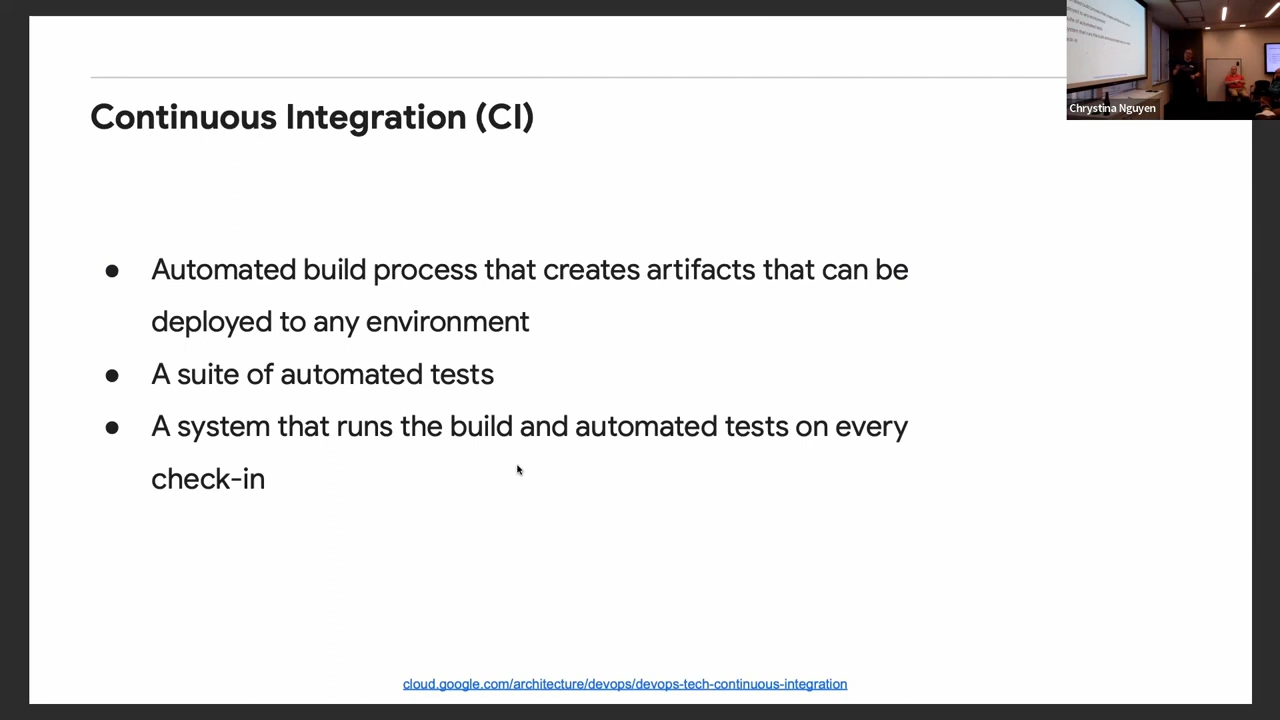 Continuous Integration (CI)
Chrystina Nguyen
● Automated build process that creates artifacts that can be
deployed to any environment
● A suite of automated tests
● A system that runs the build and automated tests on every
check-in
cloud.google.com/architecture/devops/devops-tech-continuous-integration